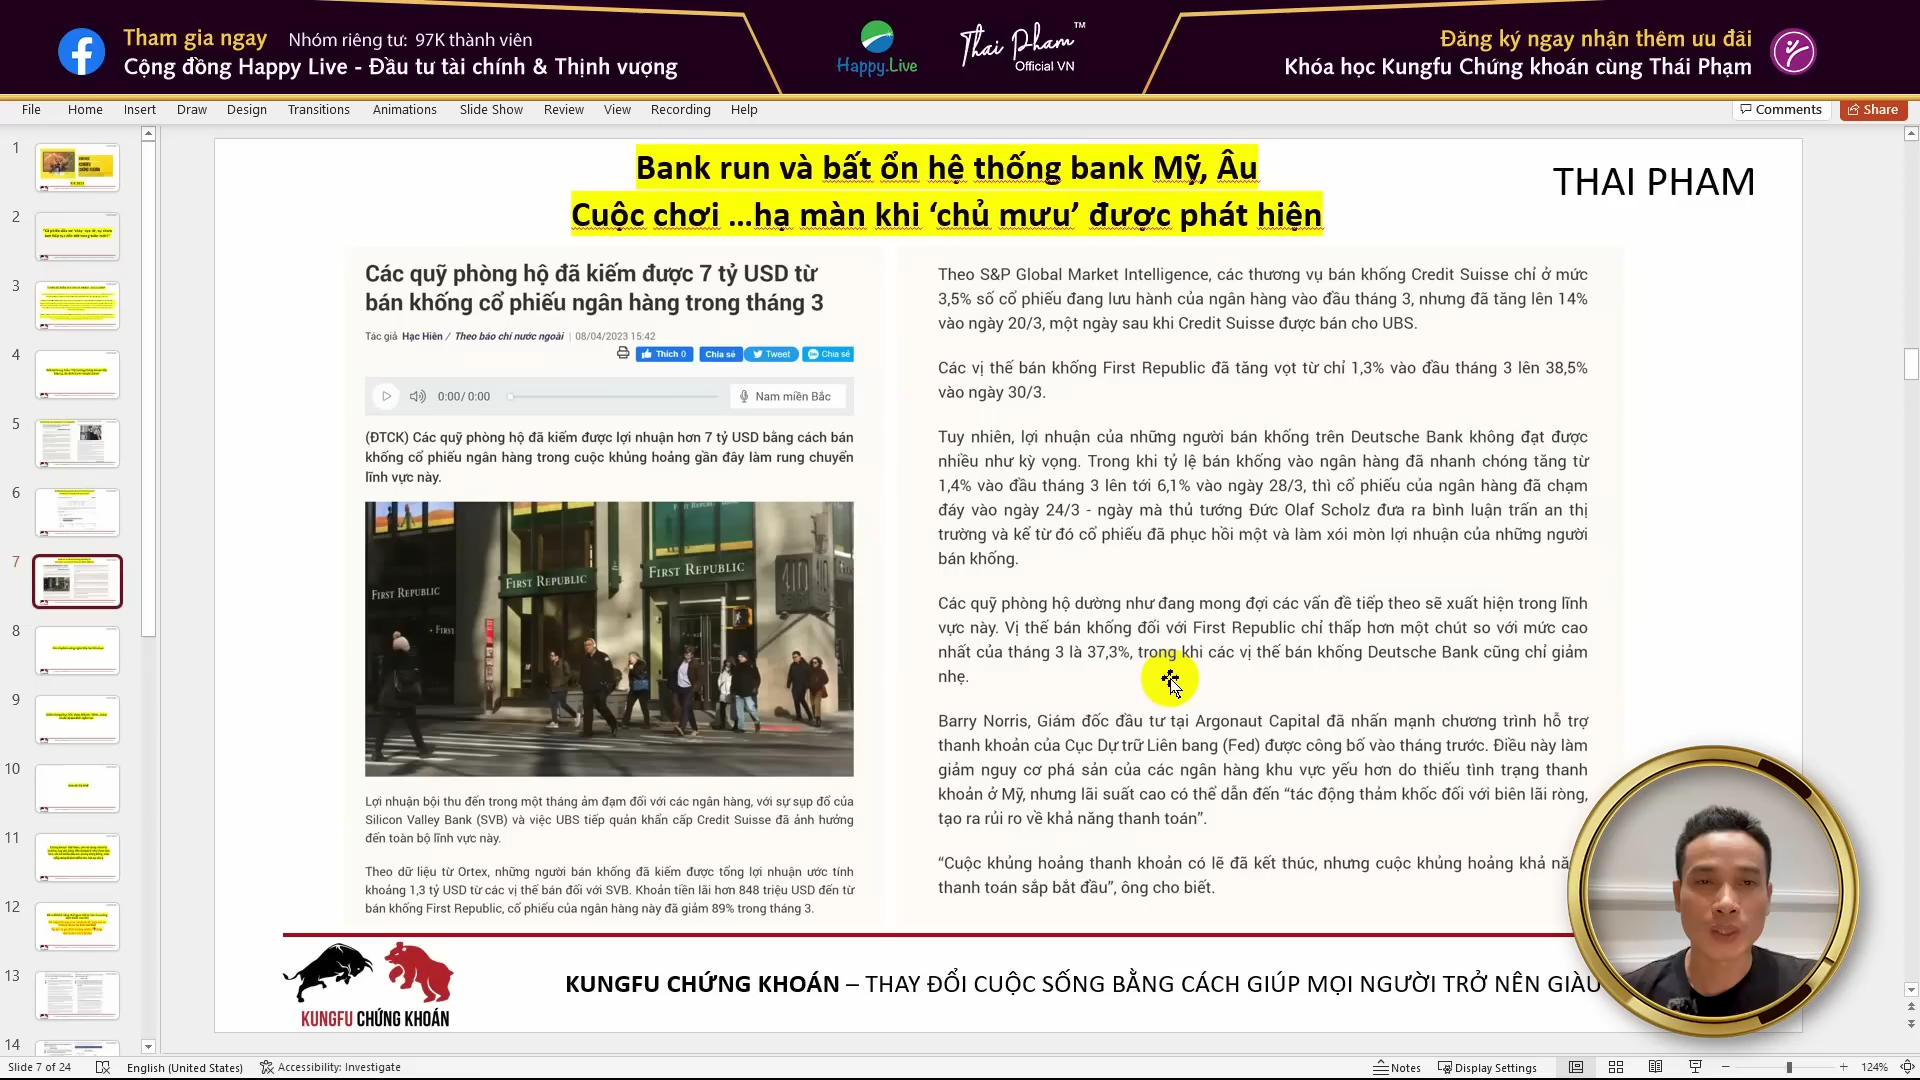 Tham gia ngay Nhóm riêng tư: 97K thành viên
Cộng đồng Happy Live - Đầu tư tài chính & Thịnh vượng
Happy.Live
Thai Pham™
Official VN
Đăng ký ngay nhận thêm ưu đãi
Khóa học Kungfu Chứng khoán cùng Thái Phạm
File Home Insert Draw Design Transitions Animations Slide Show Review View Recording Help
Comments Share
1
2
3
4
5
6
7
8
9
10
11
12
13
14
Bank run và bất ổn hệ thống bank Mỹ, Âu
Cuộc chơi ...hạ màn khi ‘chủ mưu’ được phát hiện
THAI PHAM
Các quỹ phòng hộ đã kiếm được 7 tỷ USD từ
bán khống cổ phiếu ngân hàng trong tháng 3
Tác giả Hạc Hiên / Theo báo chí nước ngoài | 08/04/2023 15:42
Thích 0 Chia sẻ Tweet Chia sẻ
0:00/ 0:00 Nam miền Bắc
(ĐTCK) Các quỹ phòng hộ đã kiếm được lợi nhuận hơn 7 tỷ USD bằng cách bán
khống cổ phiếu ngân hàng trong cuộc khủng hoảng gần đây làm rung chuyển
lĩnh vực này.
FIRST REPUBLIC
FIRST REPUBLIC
FIRST REPUBLIC
Lợi nhuận bội thu đến trong một tháng ảm đạm đối với các ngân hàng, với sự sụp đổ của
Silicon Valley Bank (SVB) và việc UBS tiếp quản khẩn cấp Credit Suisse đã ảnh hưởng
đến toàn bộ lĩnh vực này.
Theo dữ liệu từ Ortex, những người bán khống đã kiếm được tổng lợi nhuận ước tính
khoảng 1,3 tỷ USD từ các vị thế bán đối với SVB. Khoản tiền lãi hơn 848 triệu USD đến từ
bán khống First Republic, cổ phiếu của ngân hàng này đã giảm 89% trong tháng 3.
Theo S&P Global Market Intelligence, các thương vụ bán khống Credit Suisse chỉ ở mức
3,5% số cổ phiếu đang lưu hành của ngân hàng vào đầu tháng 3, nhưng đã tăng lên 14%
vào ngày 20/3, một ngày sau khi Credit Suisse được bán cho UBS.
Các vị thế bán khống First Republic đã tăng vọt từ chỉ 1,3% vào đầu tháng 3 lên 38,5%
vào ngày 30/3.
Tuy nhiên, lợi nhuận của những người bán khống trên Deutsche Bank không đạt được
nhiều như kỳ vọng. Trong khi tỷ lệ bán khống vào ngân hàng đã nhanh chóng tăng từ
1,4% vào đầu tháng 3 lên tới 6,1% vào ngày 28/3, thì cổ phiếu của ngân hàng đã chạm
đáy vào ngày 24/3 - ngày mà thủ tướng Đức Olaf Scholz đưa ra bình luận trấn an thị
trường và kể từ đó cổ phiếu đã phục hồi một và làm xói mòn lợi nhuận của những người
bán khống.
Các quỹ phòng hộ dường như đang mong đợi các vấn đề tiếp theo sẽ xuất hiện trong lĩnh
vực này. Vị thế bán khống đối với First Republic chỉ thấp hơn một chút so với mức cao
nhất của tháng 3 là 37,3%, trong khi các vị thế bán khống Deutsche Bank cũng chỉ giảm
nhẹ.
Barry Norris, Giám đốc đầu tư tại Argonaut Capital đã nhấn mạnh chương trình hỗ trợ
thanh khoản của Cục Dự trữ Liên bang (Fed) được công bố vào tháng trước. Điều này làm
giảm nguy cơ phá sản của các ngân hàng khu vực yếu hơn do thiếu tình trạng thanh
khoản ở Mỹ, nhưng lãi suất cao có thể dẫn đến “tác động thảm khốc đối với biên lãi ròng,
tạo ra rủi ro về khả năng thanh toán”.
“Cuộc khủng hoảng thanh khoản có lẽ đã kết thúc, nhưng cuộc khủng hoảng khả nă
thanh toán sắp bắt đầu”, ông cho biết.
KUNGFU CHỨNG KHOÁN
KUNGFU CHỨNG KHOÁN – THAY ĐỔI CUỘC SỐNG BẰNG CÁCH GIÚP MỌI NGƯỜI TRỞ NÊN GIÀU
Slide 7 of 24 English (United States) Accessibility: Investigate
Notes Display Settings 124%